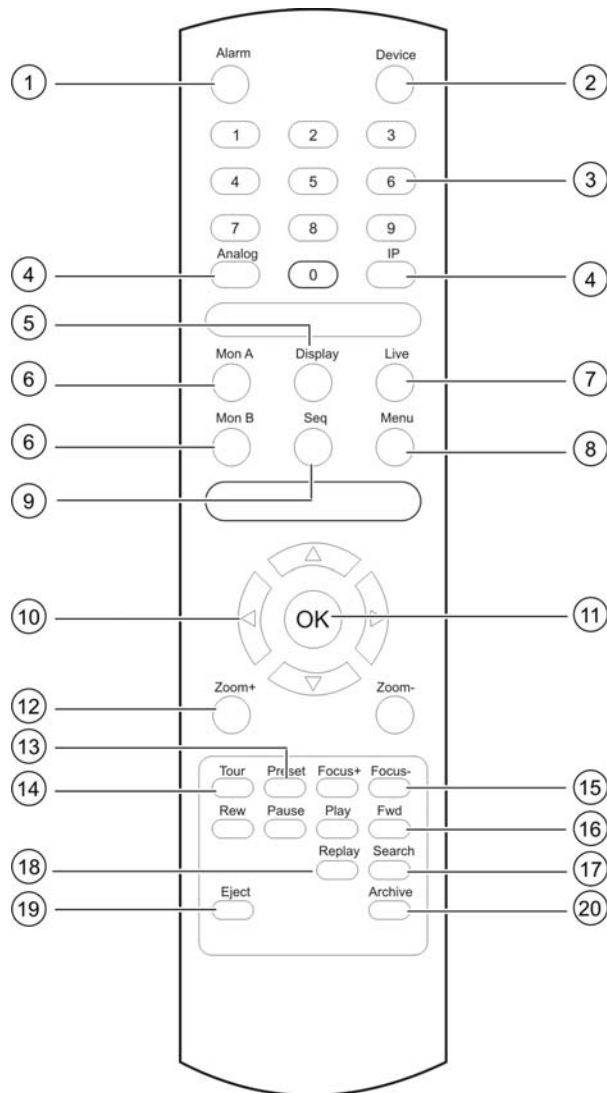 Alarm Device
1 2
1 2 3
4 5 6 3
7 8 9
Analog IP
4 0 4
5
Mon A Display Live
6 7
Mon B Seq Menu
6 8
9
10 OK 11
Zoom+ Zoom-
12
13
Tour Preset Focus+ Focus-
14 15
Rew Pause Play Fwd
16
Replay Search
18 17
Eject Archive
19 20